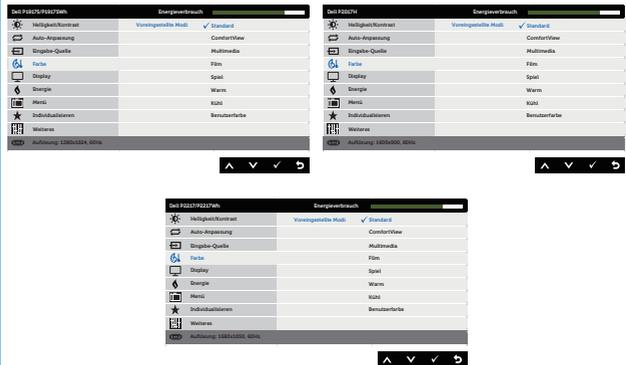 Dell P1917S/P1917SWh Energieverbrauch
Helligkeit/Kontrast Voreingestellte Modi ✓ Standard
Auto-Anpassung ComfortView
Eingabe-Quelle Multimedia
Farbe Film
Display Spiel
Energie Warm
Menü Kühl
Individualisieren Benutzerfarbe
Weiteres
Auflösung: 1280x1024, 60Hz
Dell P2017H Energieverbrauch
Helligkeit/Kontrast Voreingestellte Modi ✓ Standard
Auto-Anpassung ComfortView
Eingabe-Quelle Multimedia
Farbe Film
Display Spiel
Energie Warm
Menü Kühl
Individualisieren Benutzerfarbe
Weiteres
Auflösung: 1600x900, 60Hz
Dell P2217/P2217Wh Energieverbrauch
Helligkeit/Kontrast Voreingestellte Modi ✓ Standard
Auto-Anpassung ComfortView
Eingabe-Quelle Multimedia
Farbe Film
Display Spiel
Energie Warm
Menü Kühl
Individualisieren Benutzerfarbe
Weiteres
Auflösung: 1680x1050, 60Hz